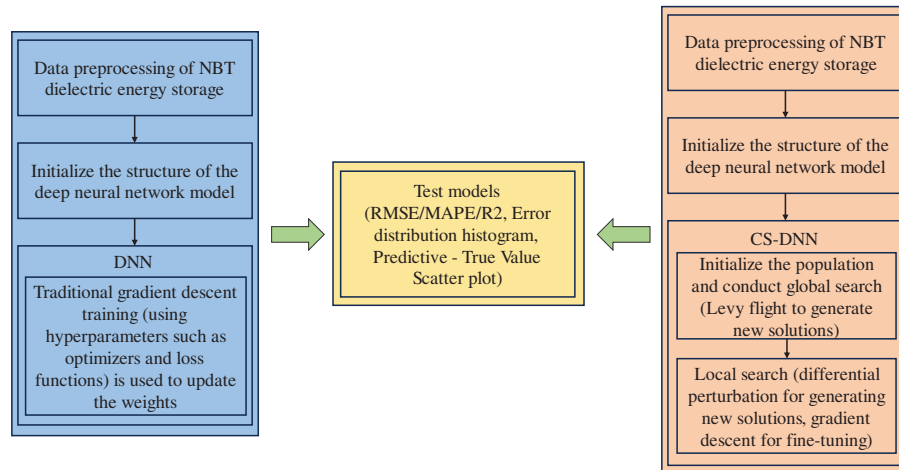 Data preprocessing of NBT
dielectric energy storage
Initialize the structure of the
deep neural network model
DNN
Traditional gradient descent
training (using
hyperparameters such as
optimizers and loss
functions) is used to update
the weights
Test models
(RMSE/MAPE/R2, Error
distribution histogram,
Predictive - True Value
Scatter plot)
Data preprocessing of NBT
dielectric energy storage
Initialize the structure of the
deep neural network model
CS-DNN
Initialize the population
and conduct global search
(Levy flight to generate
new solutions)
Local search (differential
perturbation for generating
new solutions, gradient
descent for fine-tuning)